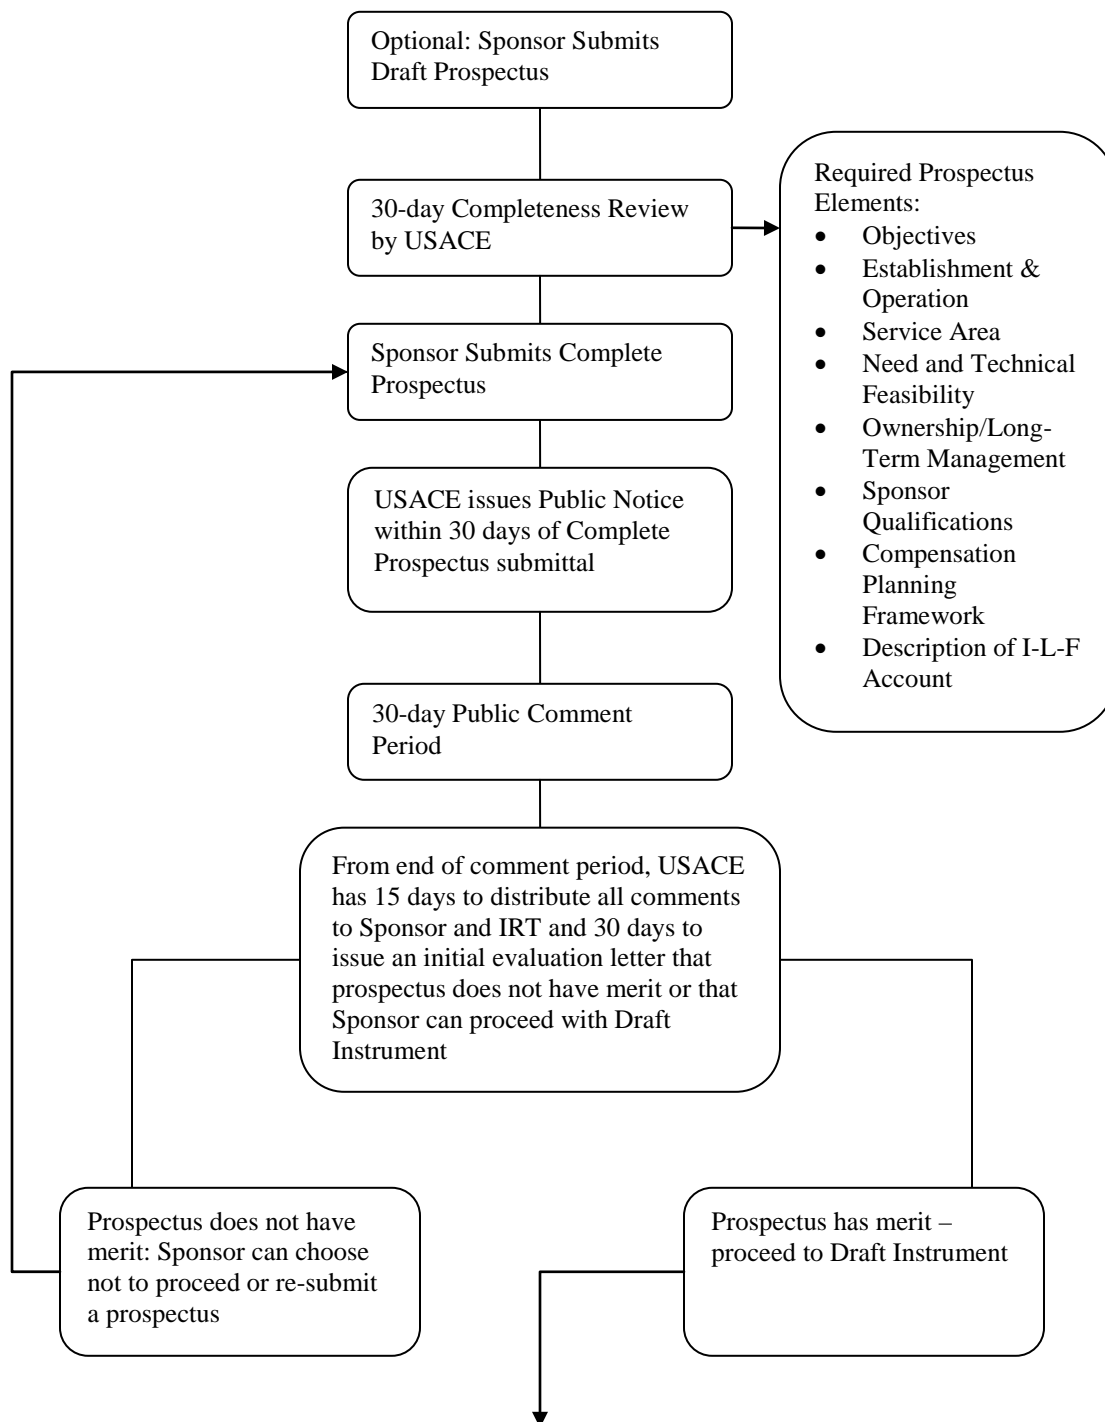 Optional: Sponsor Submits
Draft Prospectus
30-day Completeness Review
by USACE
Required Prospectus
Elements:
• Objectives
• Establishment &
Operation
• Service Area
• Need and Technical
Feasibility
• Ownership/Long-
Term Management
• Sponsor
Qualifications
• Compensation
Planning
Framework
• Description of I-L-F
Account
Sponsor Submits Complete
Prospectus
USACE issues Public Notice
within 30 days of Complete
Prospectus submittal
30-day Public Comment
Period
From end of comment period, USACE
has 15 days to distribute all comments
to Sponsor and IRT and 30 days to
issue an initial evaluation letter that
prospectus does not have merit or that
Sponsor can proceed with Draft
Instrument
Prospectus does not have
merit: Sponsor can choose
not to proceed or re-submit
a prospectus
Prospectus has merit –
proceed to Draft Instrument